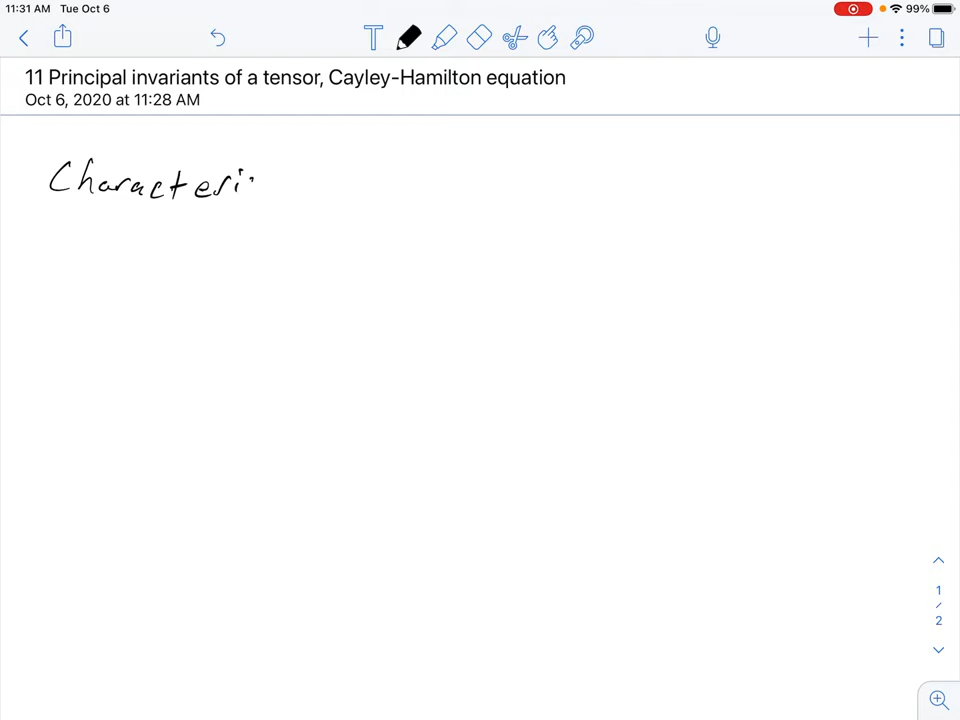 11:31 AM Tue Oct 6 99%
T
11 Principal invariants of a tensor, Cayley-Hamilton equation
Oct 6, 2020 at 11:28 AM
Characteri
1
/
2